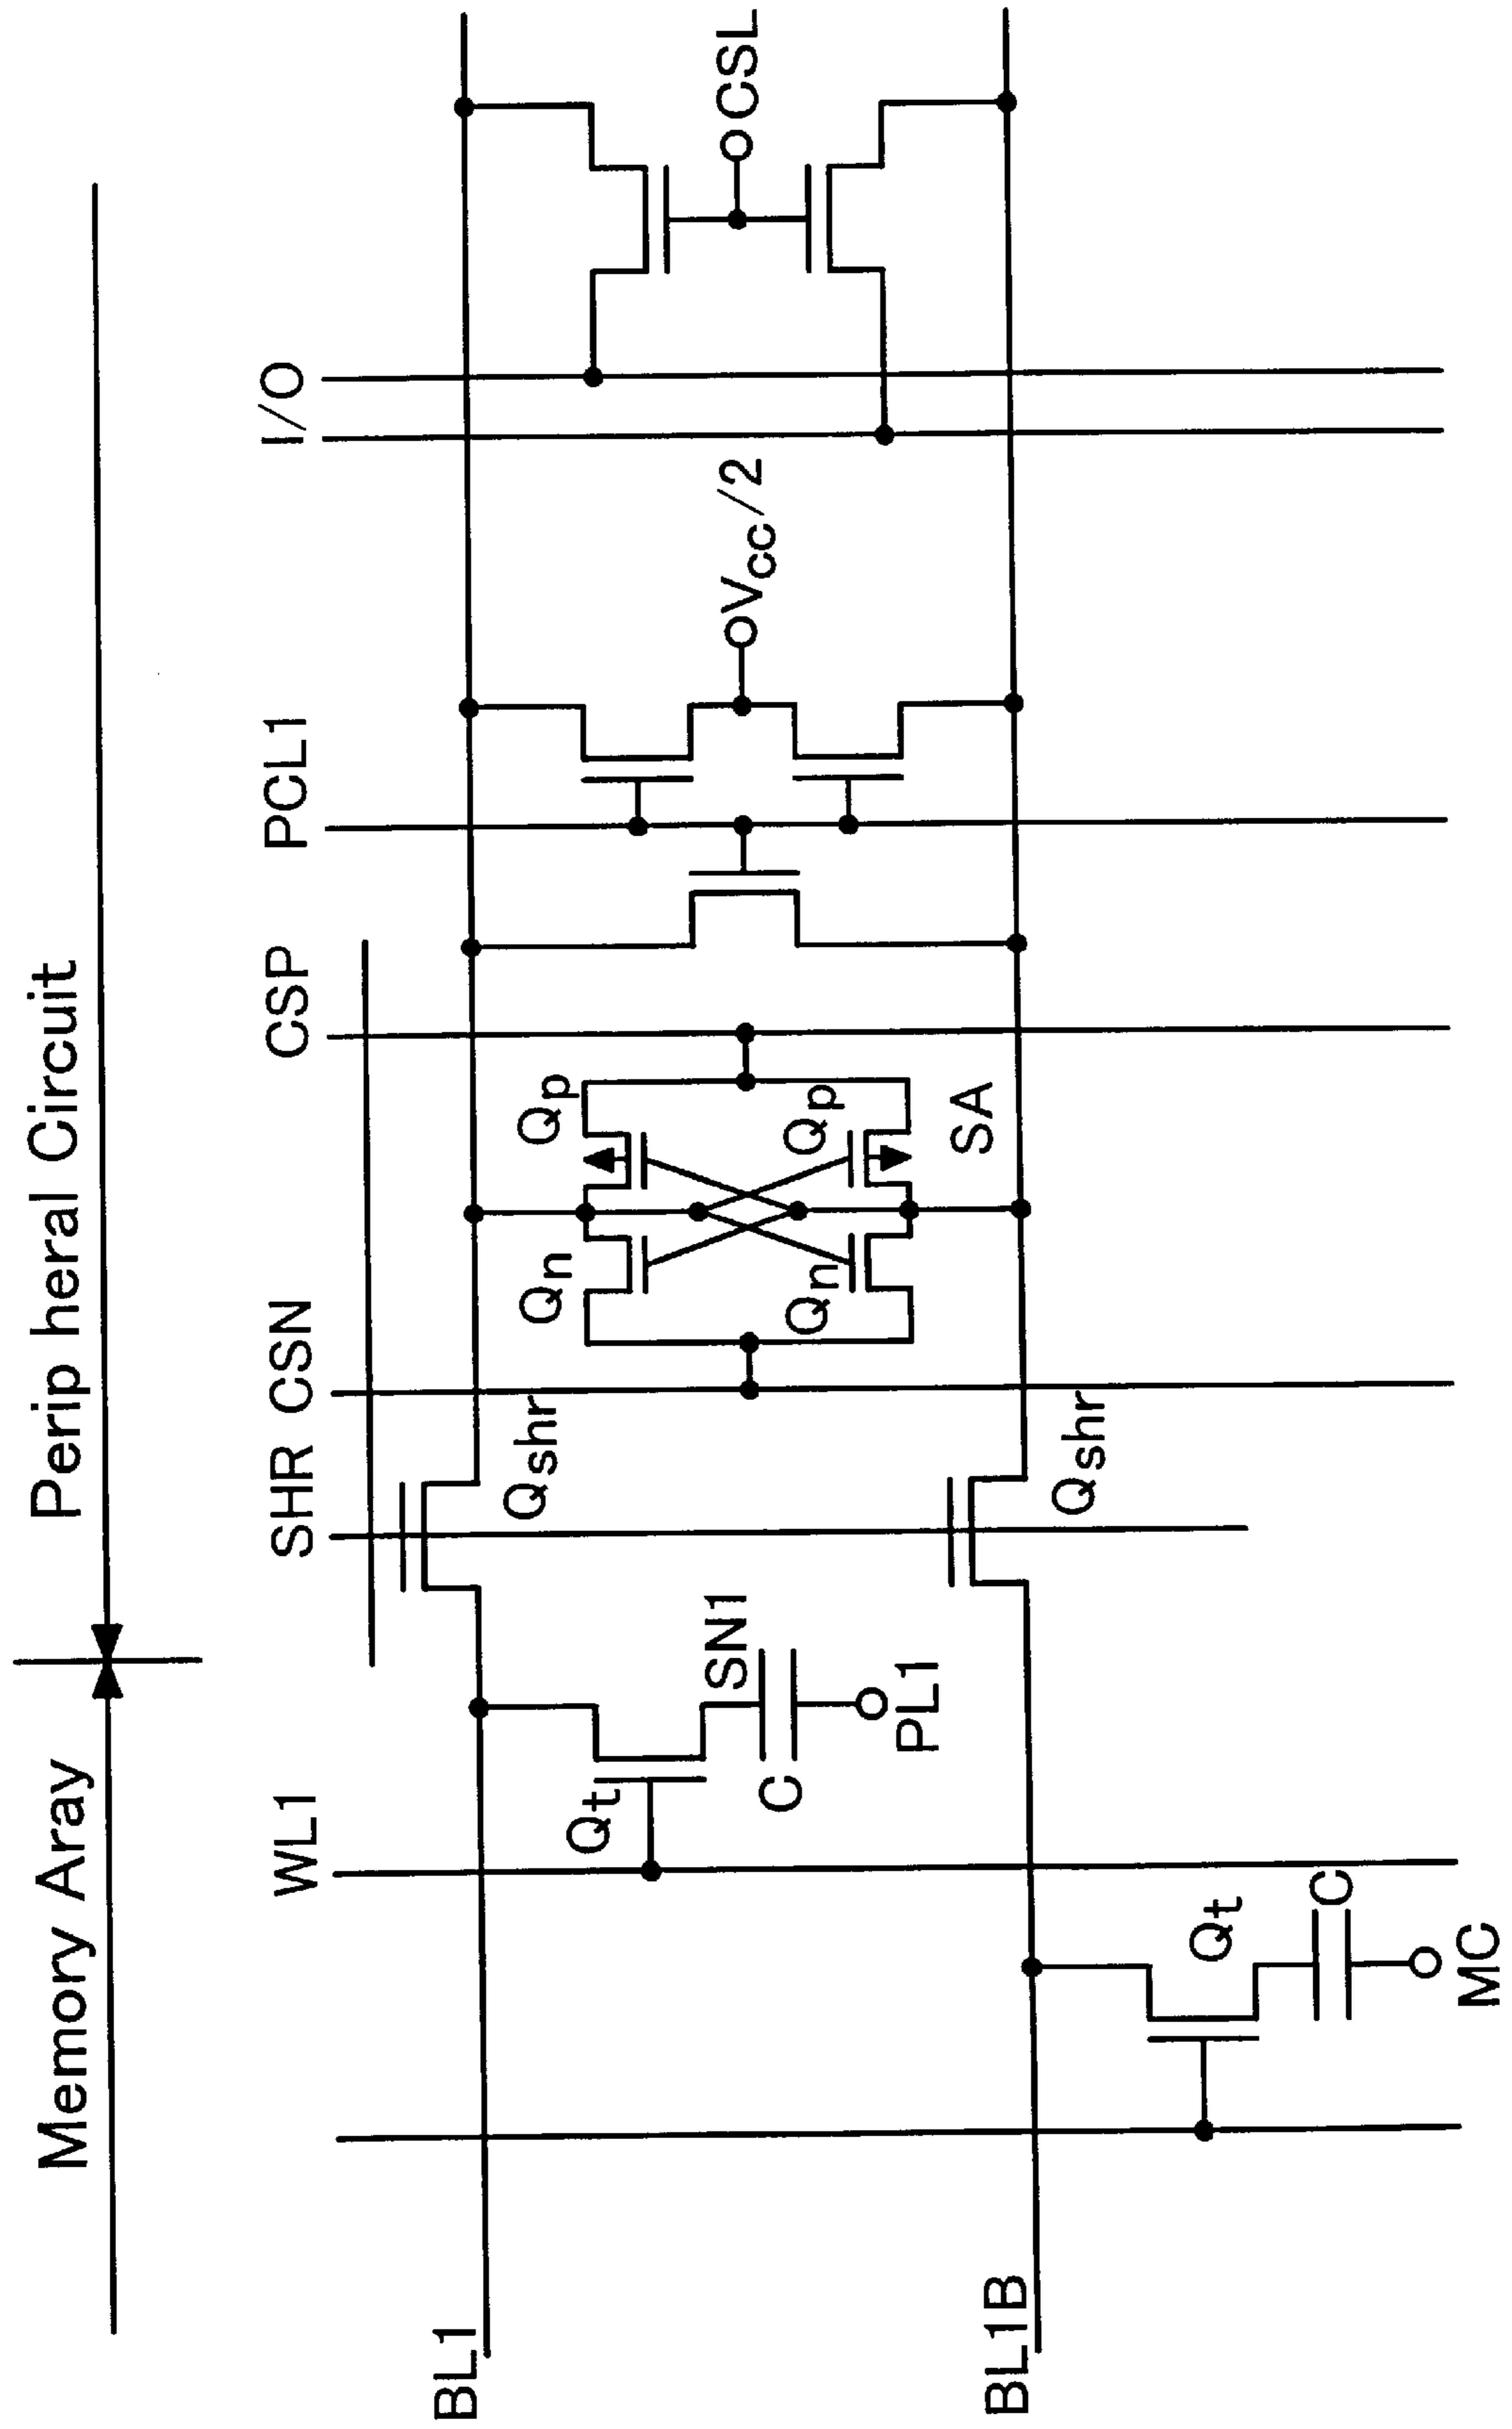 Memory Aray
Perip heral Circuit
WL1
SHR
CSN
CSP
PCL1
I/O
BL1
Qshr
Qt
SN1
C
PL1
Qn
Qp
Qn
Qp
SA
Vcc/2
CSL
BL1B
Qshr
Qt
C
MC